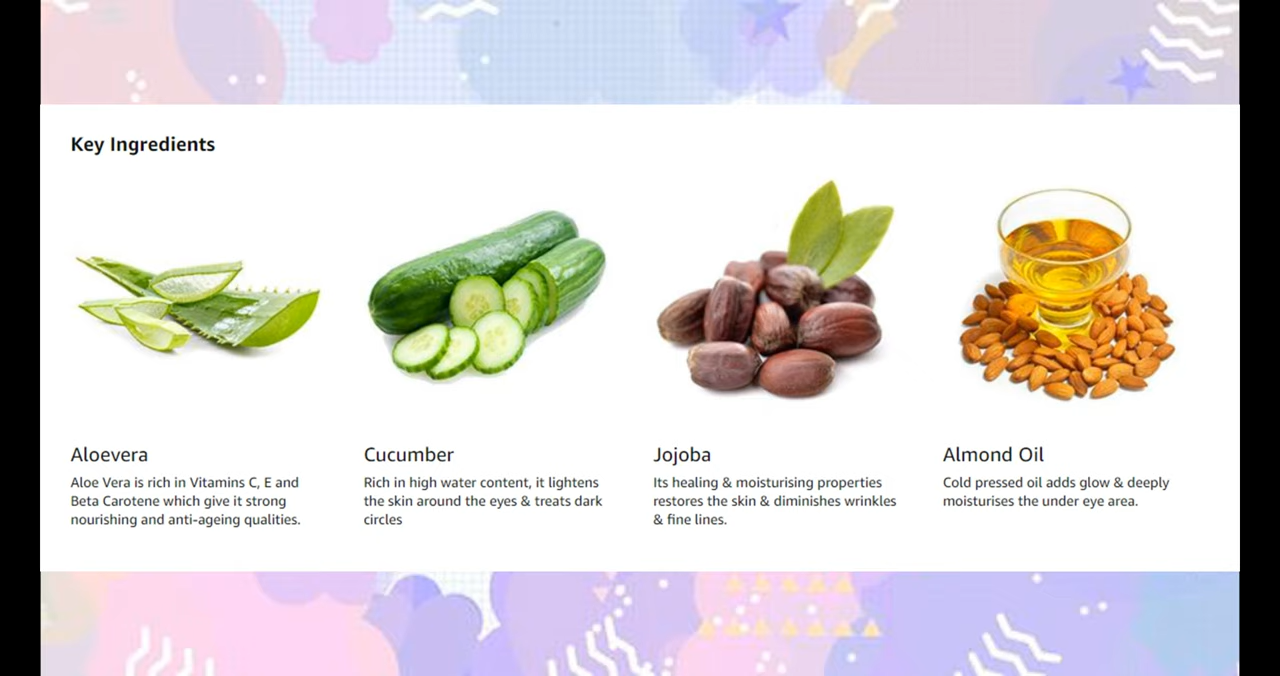 Key Ingredients
Aloevera
Aloe Vera is rich in Vitamins C, E and
Beta Carotene which give it strong
nourishing and anti-ageing qualities.
Cucumber
Rich in high water content, it lightens
the skin around the eyes & treats dark
circles
Jojoba
Its healing & moisturising properties
restores the skin & diminishes wrinkles
& fine lines.
Almond Oil
Cold pressed oil adds glow & deeply
moisturises the under eye area.